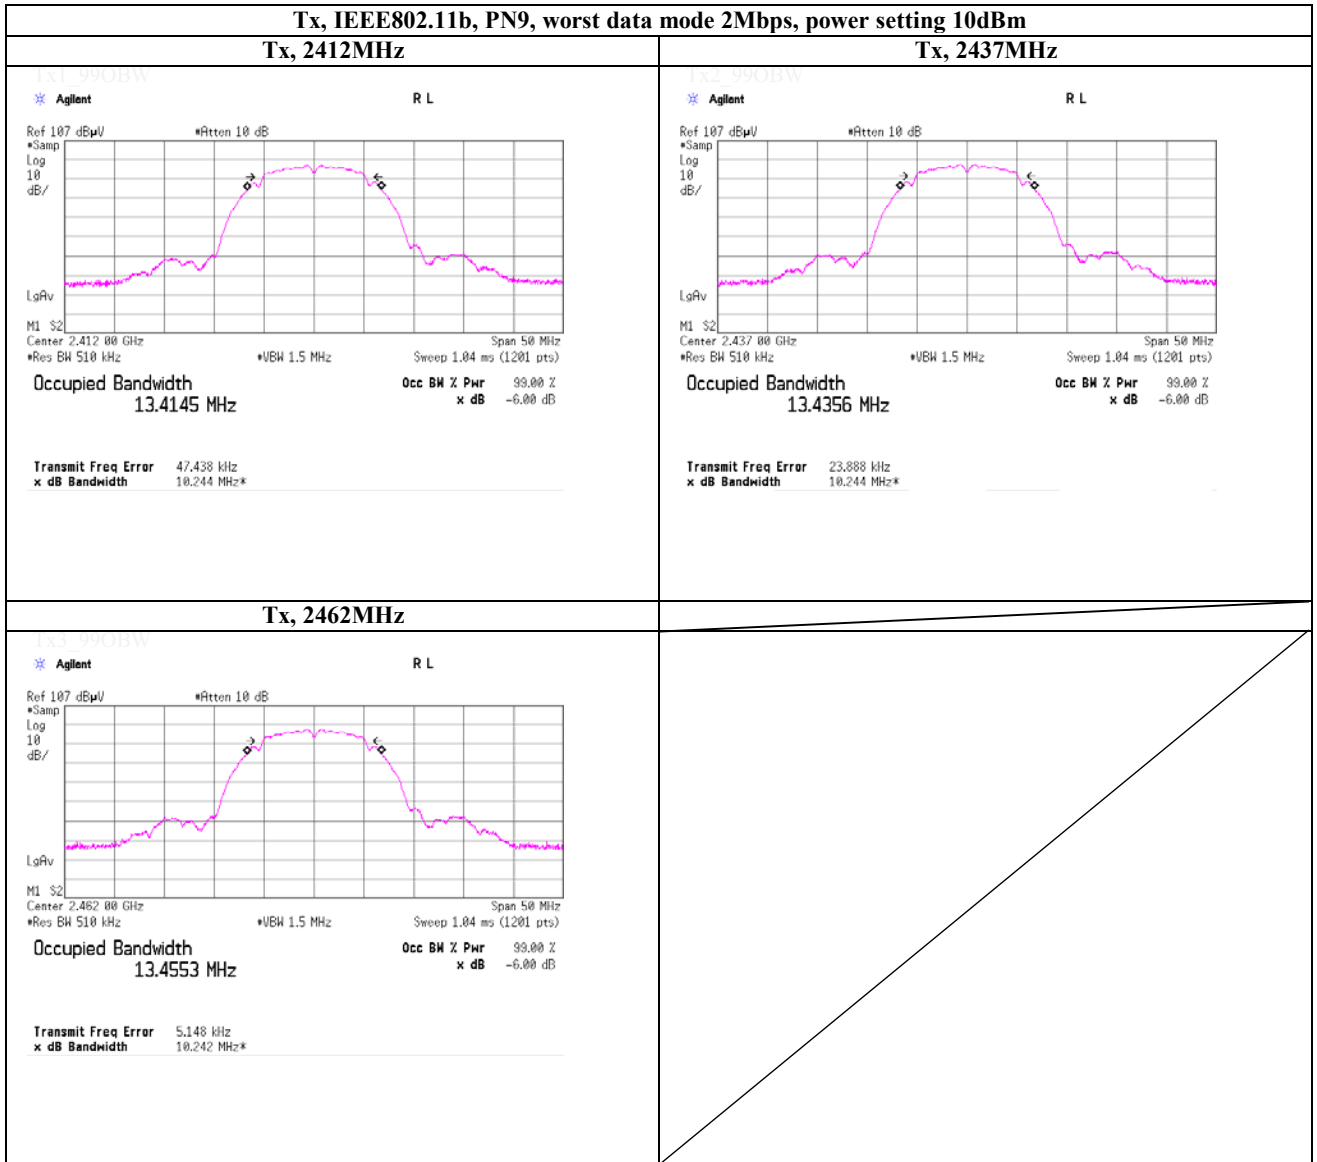 Tx, IEEE802.11b, PN9, worst data mode 2Mbps, power setting 10dBm
Tx, 2412MHz
Tx, 2437MHz
Tx1_99OBW
Agilent R L
Ref 107 dBµV #Atten 10 dB
#Samp
Log
10
dB/
LgAv
M1 S2
Center 2.412 00 GHz Span 50 MHz
#Res BW 510 kHz #VBW 1.5 MHz Sweep 1.04 ms (1201 pts)
Occupied Bandwidth Occ BW % Pwr 99.00 %
13.4145 MHz x dB -6.00 dB
Transmit Freq Error 47.438 kHz
x dB Bandwidth 10.244 MHz*
Tx2_99OBW
Agilent R L
Ref 107 dBµV #Atten 10 dB
#Samp
Log
10
dB/
LgAv
M1 S2
Center 2.437 00 GHz Span 50 MHz
#Res BW 510 kHz #VBW 1.5 MHz Sweep 1.04 ms (1201 pts)
Occupied Bandwidth Occ BW % Pwr 99.00 %
13.4356 MHz x dB -6.00 dB
Transmit Freq Error 23.888 kHz
x dB Bandwidth 10.244 MHz*
Tx, 2462MHz
Tx3_99OBW
Agilent R L
Ref 107 dBµV #Atten 10 dB
#Samp
Log
10
dB/
LgAv
M1 S2
Center 2.462 00 GHz Span 50 MHz
#Res BW 510 kHz #VBW 1.5 MHz Sweep 1.04 ms (1201 pts)
Occupied Bandwidth Occ BW % Pwr 99.00 %
13.4553 MHz x dB -6.00 dB
Transmit Freq Error 5.148 kHz
x dB Bandwidth 10.242 MHz*